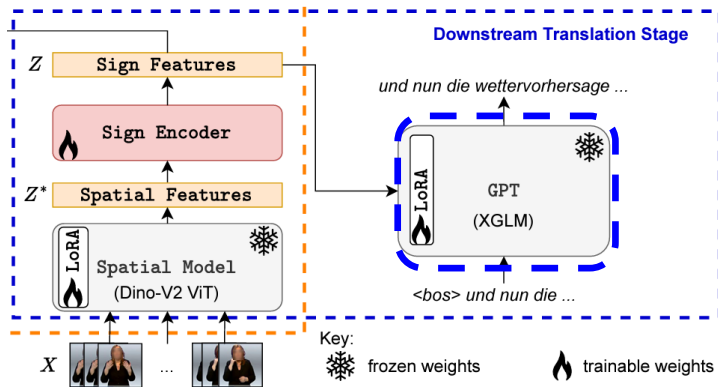 Downstream Translation Stage
Z
Sign Features
und nun die wettervorhersage ...
Sign Encoder
Z*
Spatial Features
LoRA
GPT
(XGLM)
LoRA
Spatial Model
(Dino-V2 ViT)
<bos> und nun die ...
X
...
Key:
frozen weights
trainable weights